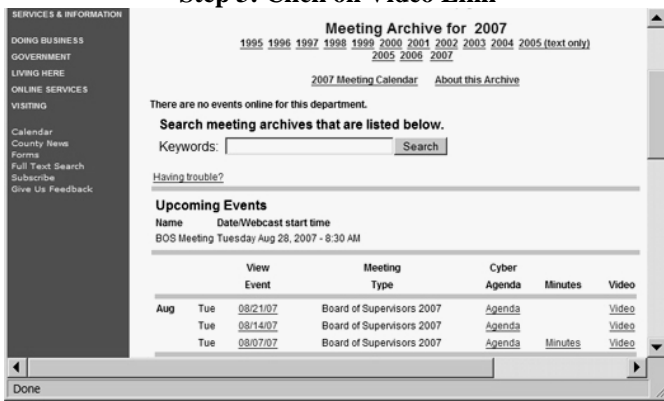 Step 3: Click on Video Link
SERVICES & INFORMATION
DOING BUSINESS
GOVERNMENT
LIVING HERE
ONLINE SERVICES
VISITING
Calendar
County News
Forms
Full Text Search
Subscribe
Give Us Feedback
Meeting Archive for 2007
1995 1996 1997 1998 1999 2000 2001 2002 2003 2004 2005 (text only)
2005 2006 2007
2007 Meeting Calendar About this Archive
There are no events online for this department.
Search meeting archives that are listed below.
Keywords: Search
Having trouble?
Upcoming Events
Name Date/Webcast start time
BOS Meeting Tuesday Aug 28, 2007 - 8:30 AM
View Meeting Cyber
Event Type Agenda Minutes Video
Aug Tue 08/21/07 Board of Supervisors 2007 Agenda Video
Tue 08/14/07 Board of Supervisors 2007 Agenda Video
Tue 08/07/07 Board of Supervisors 2007 Agenda Minutes Video
Done